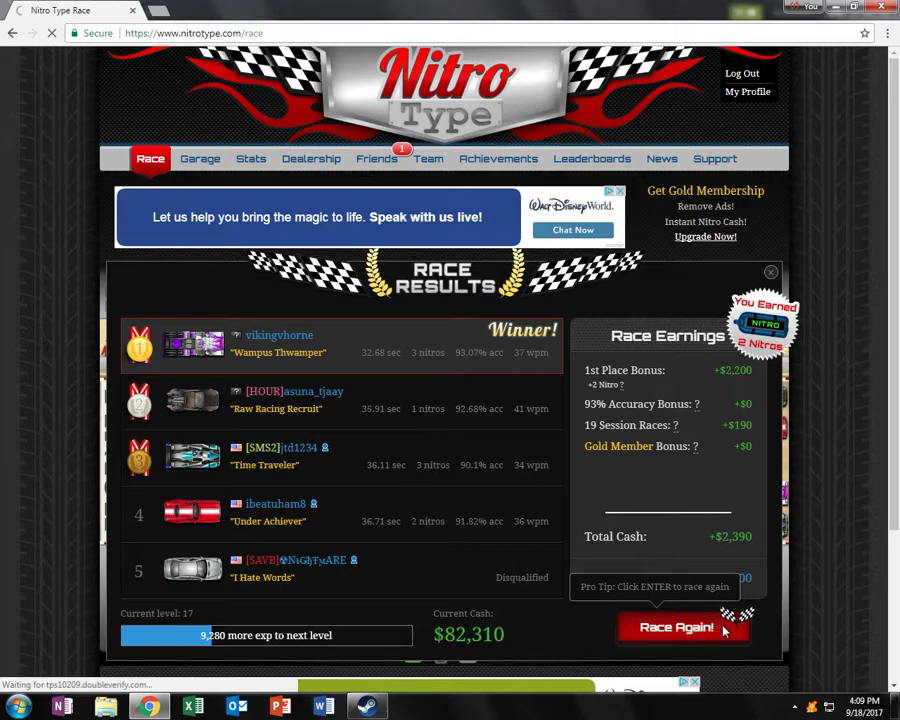 Nitro Type Race
You
Secure
https://www.nitrotype.com/race
Nitro
Type
Log Out
My Profile
Race
Garage
Stats
Dealership
Friends
1
Team
Achievements
Leaderboards
News
Support
Let us help you bring the magic to life. Speak with us live!
WALT DISNEY World.
Chat Now
Get Gold Membership
Remove Ads!
Instant Nitro Cash!
Upgrade Now!
RACE
RESULTS
1
vikingvhorne
Winner!
"Wampus Thwamper"
32.68 sec
3 nitros
93.07% acc
37 wpm
2
[HOUR]asuna_tjaay
"Raw Racing Recruit"
35.91 sec
1 nitros
92.68% acc
41 wpm
3
[SMS2]jtd1234
"Time Traveler"
36.11 sec
3 nitros
90.1% acc
34 wpm
4
ibeatuham8
"Under Achiever"
36.71 sec
2 nitros
91.82% acc
36 wpm
5
"I Hate Words"
Disqualified
You Earned
NITRO
2 Nitros
Race Earnings
1st Place Bonus: +$2,200
+2 Nitro ?
93% Accuracy Bonus: ? +$0
19 Session Races: ? +$190
Gold Member Bonus: ? +$0
Total Cash: +$2,390
Pro Tip: Click ENTER to race again
Current level: 17
9,280 more exp to next level
Current Cash:
$82,310
Race Again!
Waiting for tps10209.doubleverify.com...
4:09 PM
9/18/2017